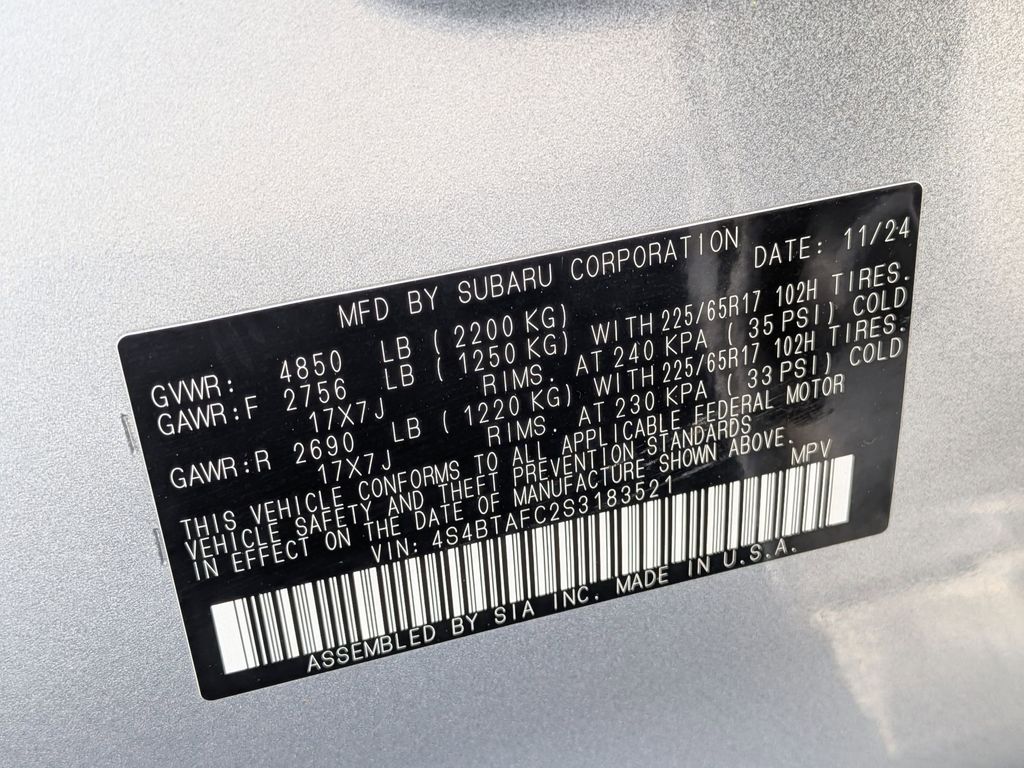 MFD BY SUBARU CORPORATION DATE: 11/24
GVWR: 4850 LB (2200 KG)
GAWR:F 2756 LB (1250 KG) WITH 225/65R17 102H TIRES.
17X7J RIMS. AT 240 KPA ( 35 PSI) COLD
GAWR:R 2690 LB (1220 KG) WITH 225/65R17 102H TIRES.
17X7J RIMS. AT 230 KPA ( 33 PSI) COLD
THIS VEHICLE CONFORMS TO ALL APPLICABLE FEDERAL MOTOR
VEHICLE SAFETY AND THEFT PREVENTION STANDARDS
IN EFFECT ON THE DATE OF MANUFACTURE SHOWN ABOVE.
VIN: 4S4BTAFC2S3183521 MPV
ASSEMBLED BY SIA INC. MADE IN U.S.A.